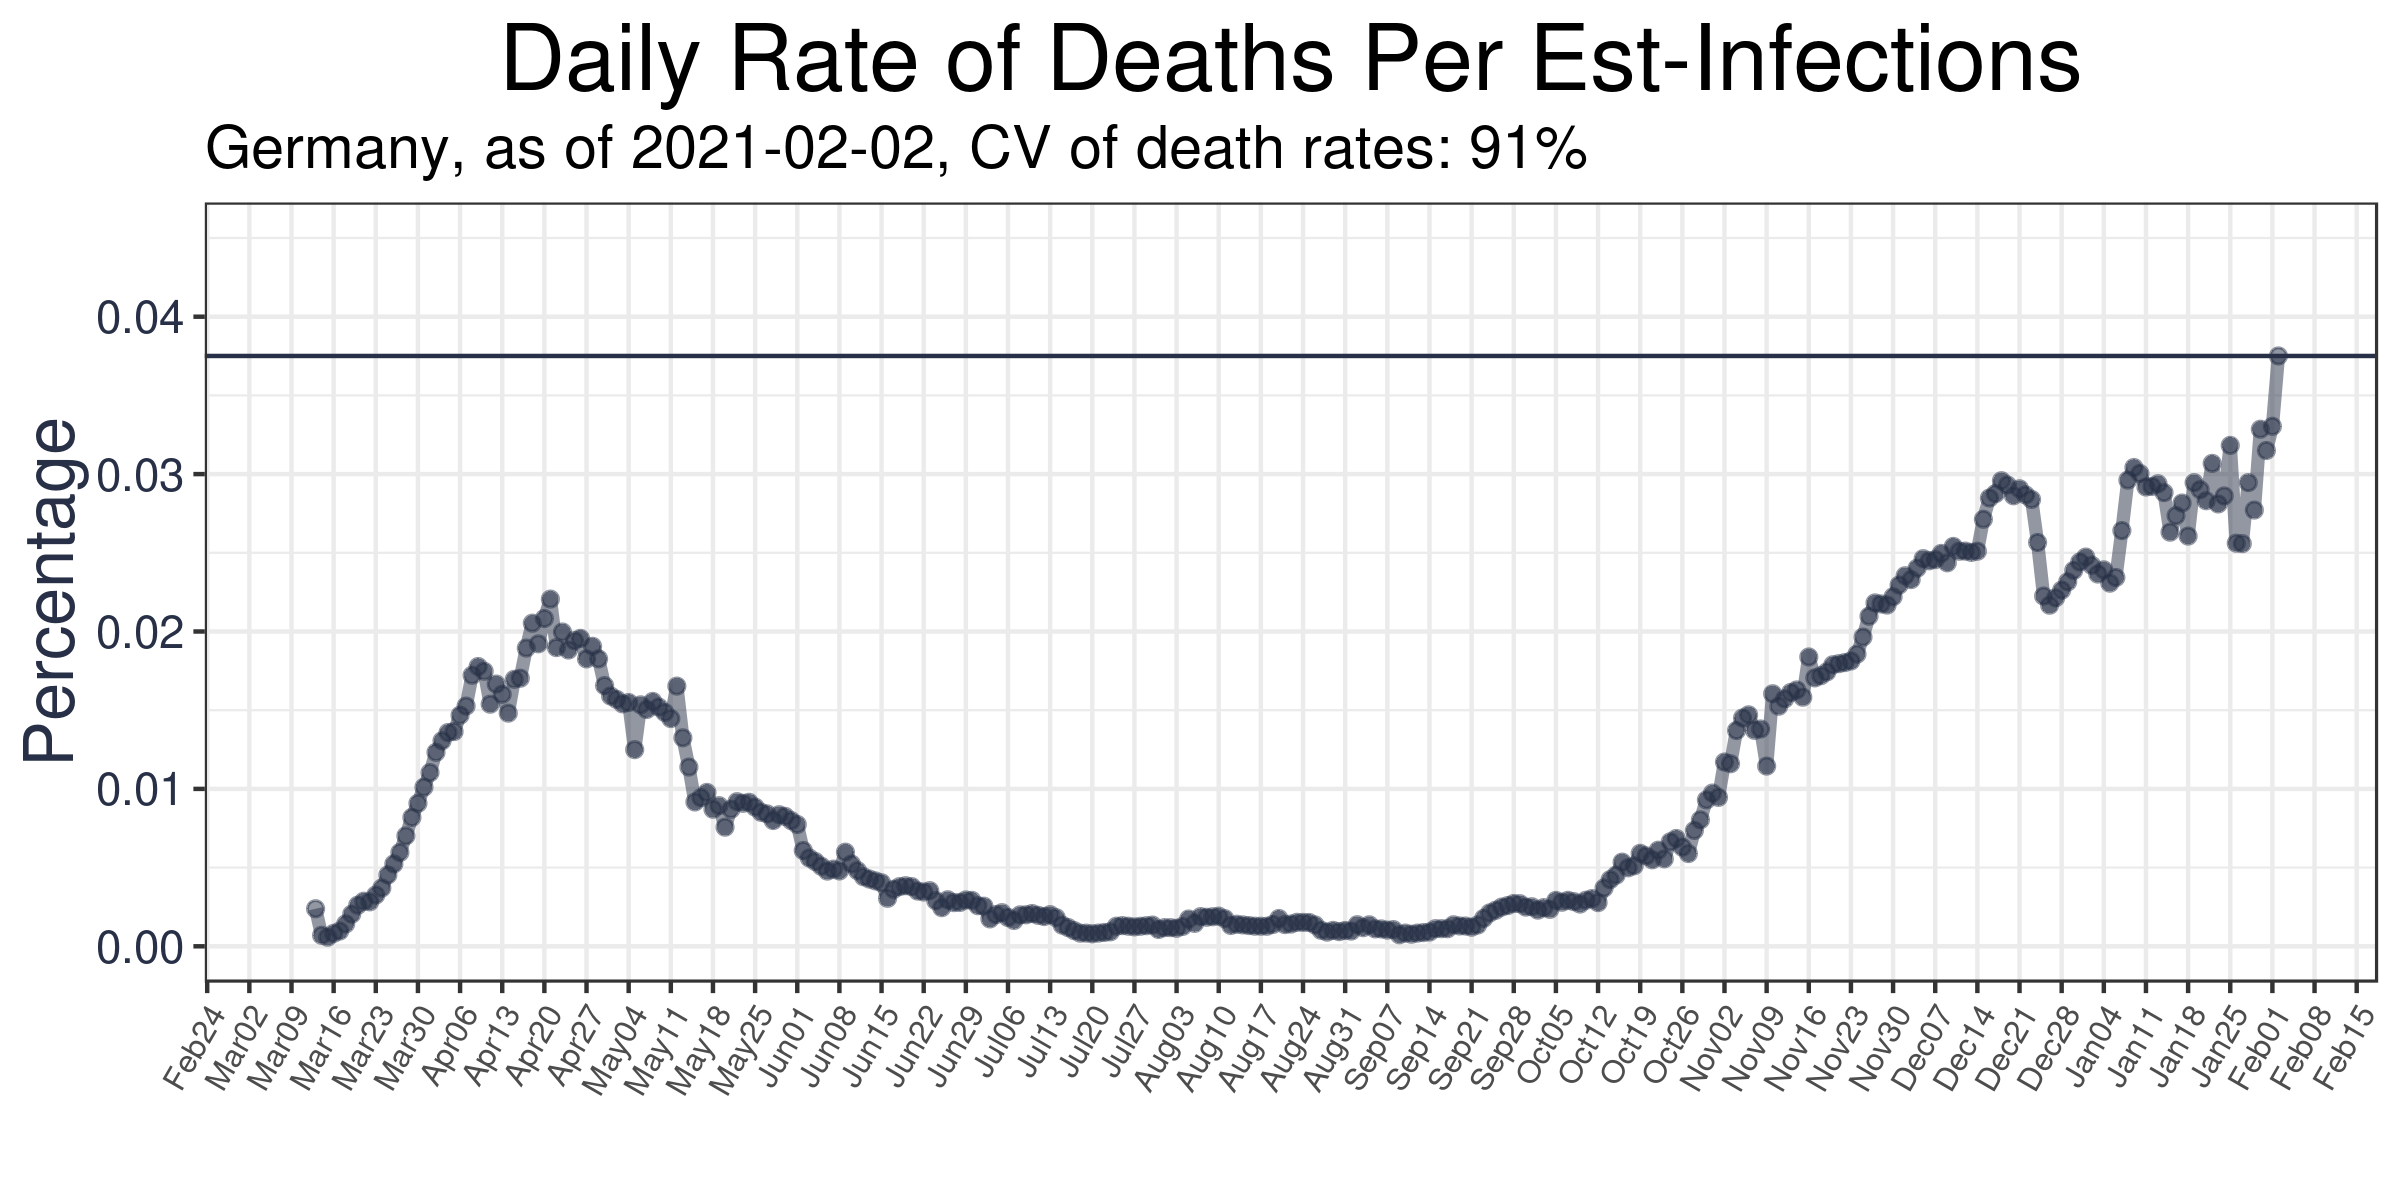 Daily Rate of Deaths Per Est-Infections
Germany, as of 2021-02-02, CV of death rates: 91%
Percentage
0.04
0.03
0.02
0.01
0.00
Feb24
Mar02
Mar09
Mar16
Mar23
Mar30
Apr06
Apr13
Apr20
Apr27
May04
May11
May18
May25
Jun01
Jun08
Jun15
Jun22
Jun29
Jul06
Jul13
Jul20
Jul27
Aug03
Aug10
Aug17
Aug24
Aug31
Sep07
Sep14
Sep21
Sep28
Oct05
Oct12
Oct19
Oct26
Nov02
Nov09
Nov16
Nov23
Nov30
Dec07
Dec14
Dec21
Dec28
Jan04
Jan11
Jan18
Jan25
Feb01
Feb08
Feb15